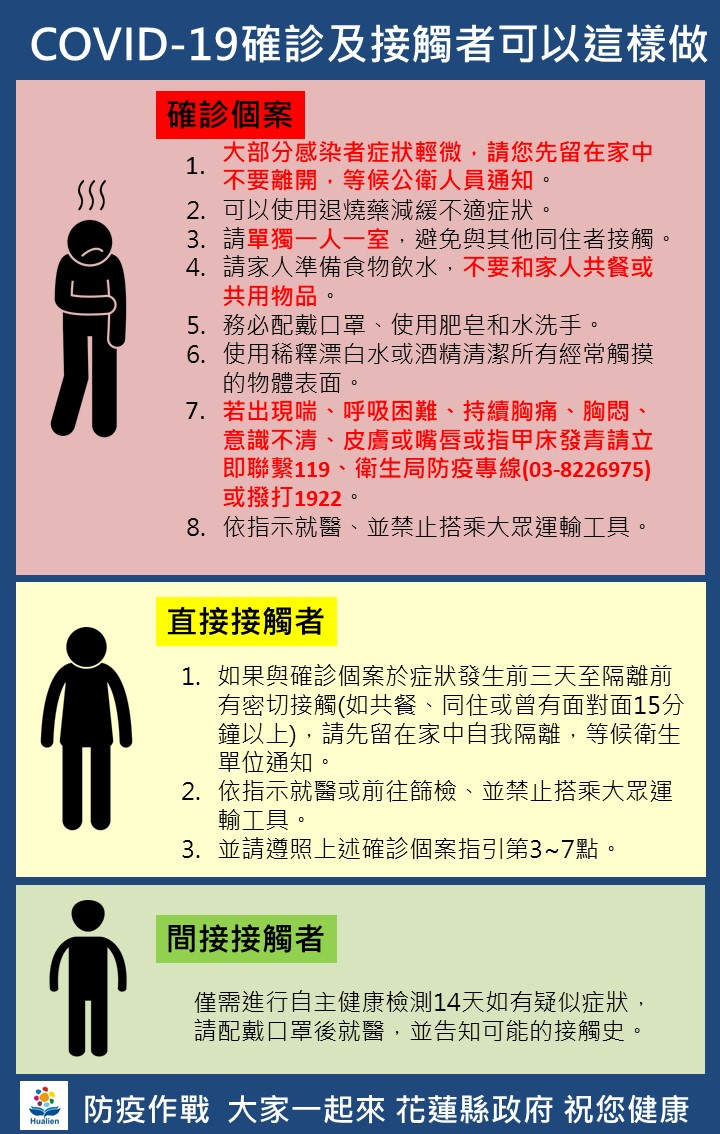 COVID-19確診及接觸者可以這樣做
確診個案
1. 大部分感染者症狀輕微，請您先留在家中
不要離開，等候公衛人員通知。
2. 可以使用退燒藥減緩不適症狀。
3. 請單獨一人一室，避免與其他同住者接觸。
4. 請家人準備食物飲水，不要和家人共餐或
共用物品。
5. 務必配戴口罩、使用肥皂和水洗手。
6. 使用稀釋漂白水或酒精清潔所有經常觸摸
的物體表面。
7. 若出現喘、呼吸困難、持續胸痛、胸悶、
意識不清、皮膚或嘴唇或指甲床發青請立
即聯繫119、衛生局防疫專線(03-8226975)
或撥打1922。
8. 依指示就醫、並禁止搭乘大眾運輸工具。
直接接觸者
1. 如果與確診個案於症狀發生前三天至隔離前
有密切接觸(如共餐、同住或曾有面對面15分
鐘以上)，請先留在家中自我隔離，等候衛生
單位通知。
2. 依指示就醫或前往篩檢、並禁止搭乘大眾運
輸工具。
3. 並請遵照上述確診個案指引第3~7點。
間接接觸者
僅需進行自主健康檢測14天如有疑似症狀，
請配戴口罩後就醫，並告知可能的接觸史。
Hualien
防疫作戰 大家一起來 花蓮縣政府 祝您健康